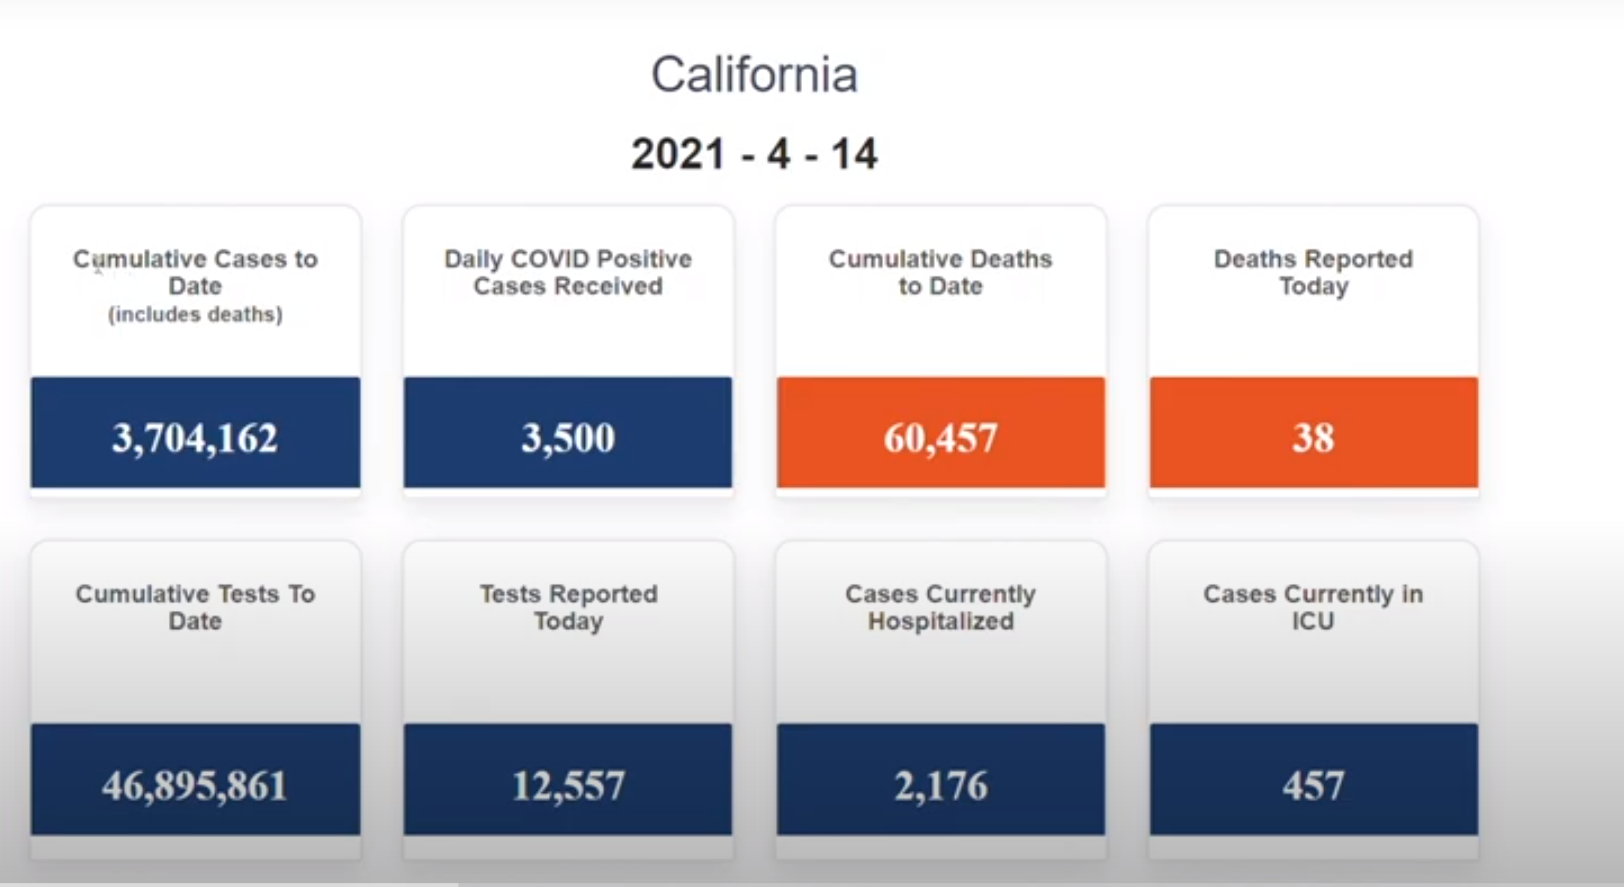 California
2021 - 4 - 14
Cumulative Cases to
Date
(includes deaths)
3,704,162
Daily COVID Positive
Cases Received
3,500
Cumulative Deaths
to Date
60,457
Deaths Reported
Today
38
Cumulative Tests To
Date
46,895,861
Tests Reported
Today
12,557
Cases Currently
Hospitalized
2,176
Cases Currently in
ICU
457